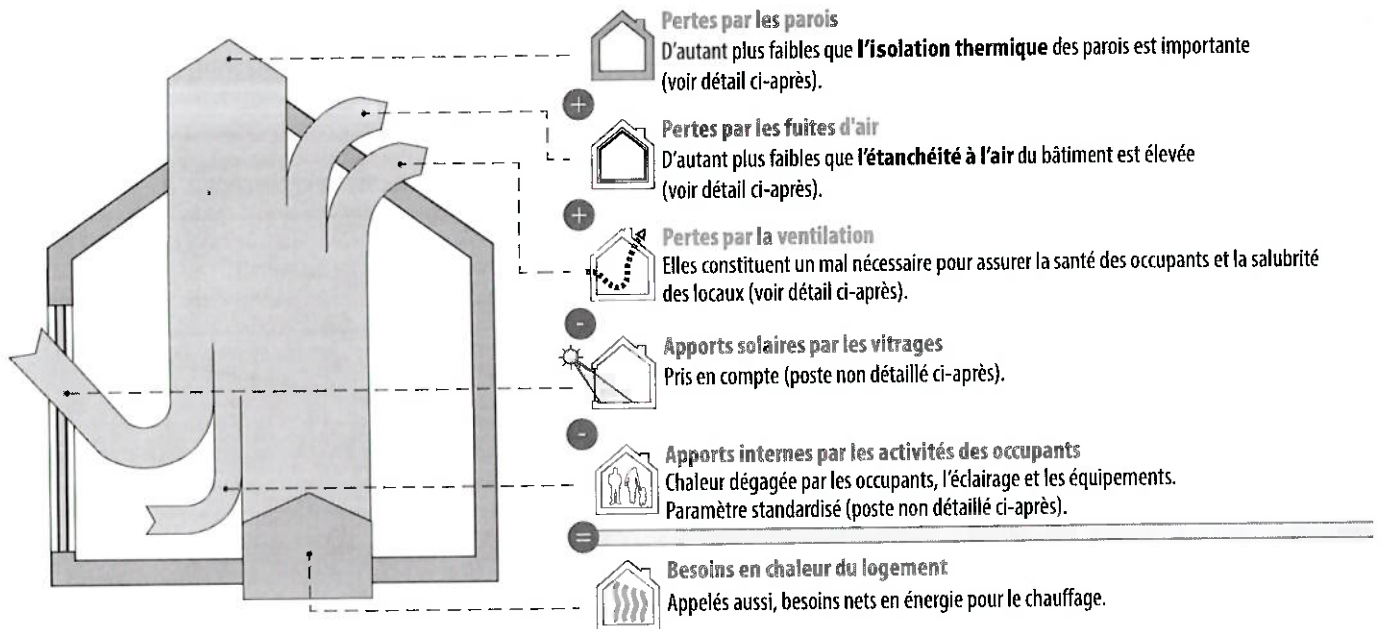 Pertes par les parois
D'autant plus faibles que l'isolation thermique des parois est importante
(voir détail ci-après).
+
Pertes par les fuites d'air
D'autant plus faibles que l'étanchéité à l'air du bâtiment est élevée
(voir détail ci-après).
+
Pertes par la ventilation
Elles constituent un mal nécessaire pour assurer la santé des occupants et la salubrité
des locaux (voir détail ci-après).
-
Apports solaires par les vitrages
Pris en compte (poste non détaillé ci-après).
-
Apports internes par les activités des occupants
Chaleur dégagée par les occupants, l'éclairage et les équipements.
Paramètre standardisé (poste non détaillé ci-après).
=
Besoins en chaleur du logement
Appelés aussi, besoins nets en énergie pour le chauffage.